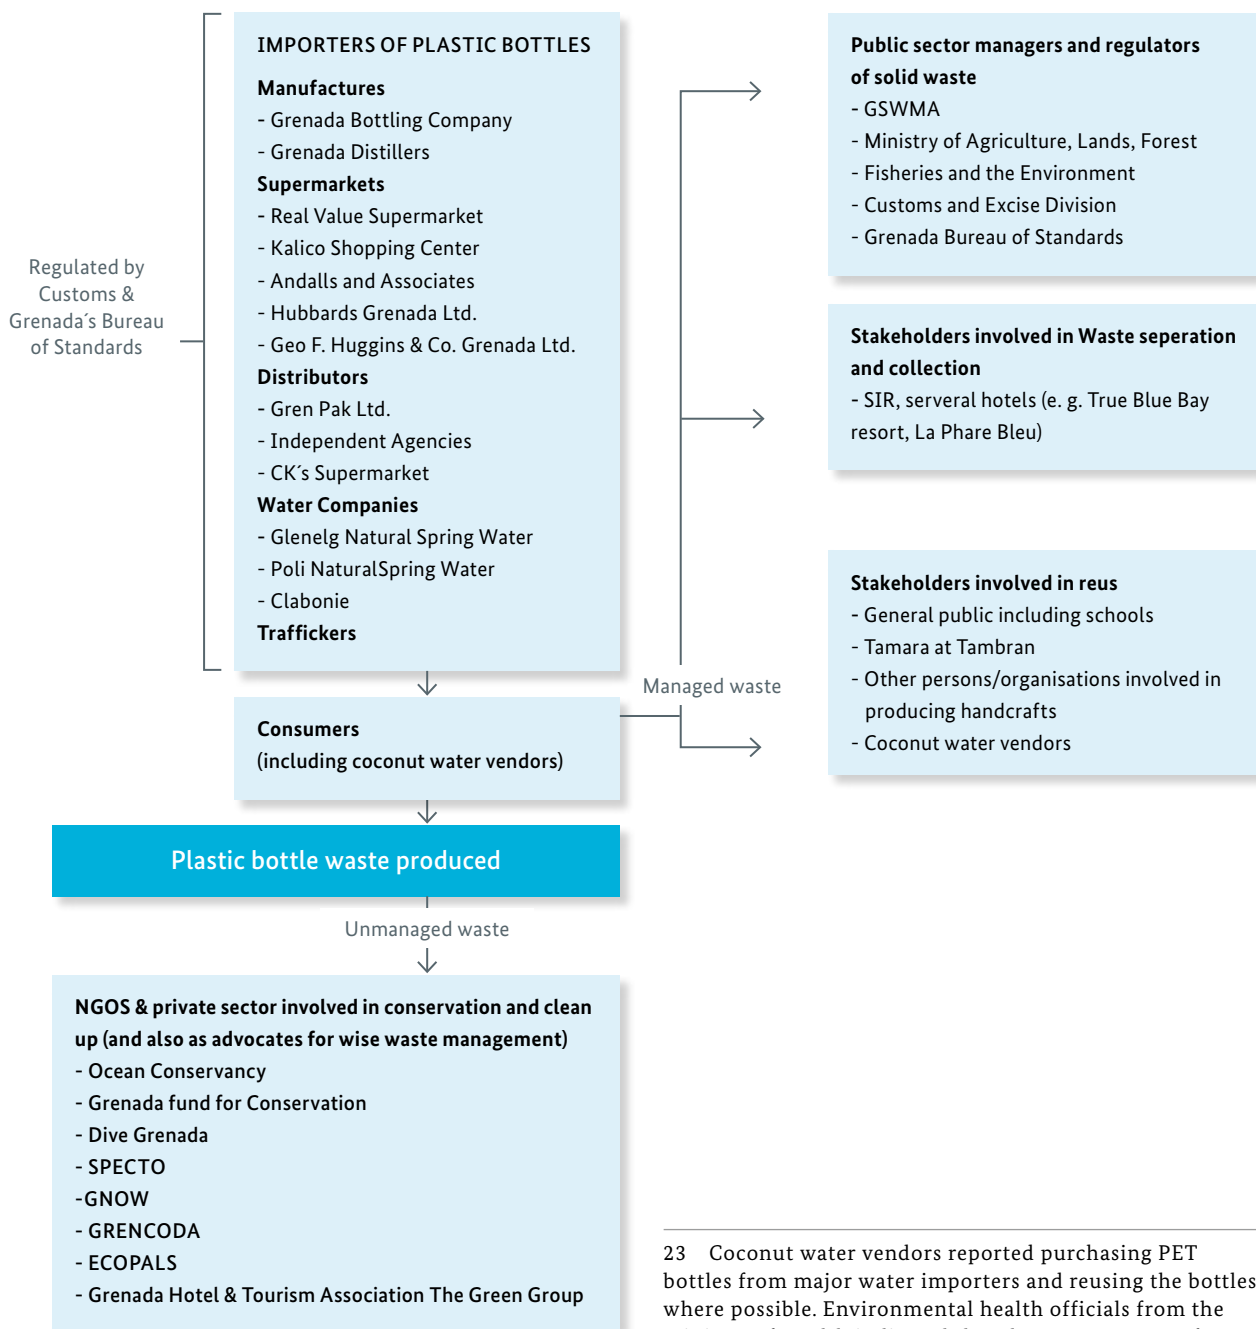 IMPORTERS OF PLASTIC BOTTLES
Manufactures
- Grenada Bottling Company
- Grenada Distillers
Supermarkets
- Real Value Supermarket
- Kalico Shopping Center
- Andalls and Associates
- Hubbards Grenada Ltd.
- Geo F. Huggins & Co. Grenada Ltd.
Distributors
- Gren Pak Ltd.
- Independent Agencies
- CK´s Supermarket
Water Companies
- Glenelg Natural Spring Water
- Poli NaturalSpring Water
- Clabonie
Traffickers
Regulated by
Customs &
Grenada´s Bureau
of Standards
Consumers
(including coconut water vendors)
Managed waste
Public sector managers and regulators
of solid waste
- GSWMA
- Ministry of Agriculture, Lands, Forest
- Fisheries and the Environment
- Customs and Excise Division
- Grenada Bureau of Standards
Stakeholders involved in Waste seperation
and collection
- SIR, serveral hotels (e. g. True Blue Bay
resort, La Phare Bleu)
Stakeholders involved in reus
- General public including schools
- Tamara at Tambran
- Other persons/organisations involved in
producing handcrafts
- Coconut water vendors
Plastic bottle waste produced
Unmanaged waste
NGOS & private sector involved in conservation and clean
up (and also as advocates for wise waste management)
- Ocean Conservancy
- Grenada fund for Conservation
- Dive Grenada
- SPECTO
-GNOW
- GRENCODA
- ECOPALS
- Grenada Hotel & Tourism Association The Green Group
23 Coconut water vendors reported purchasing PET
bottles from major water importers and reusing the bottles
where possible. Environmental health officials from the